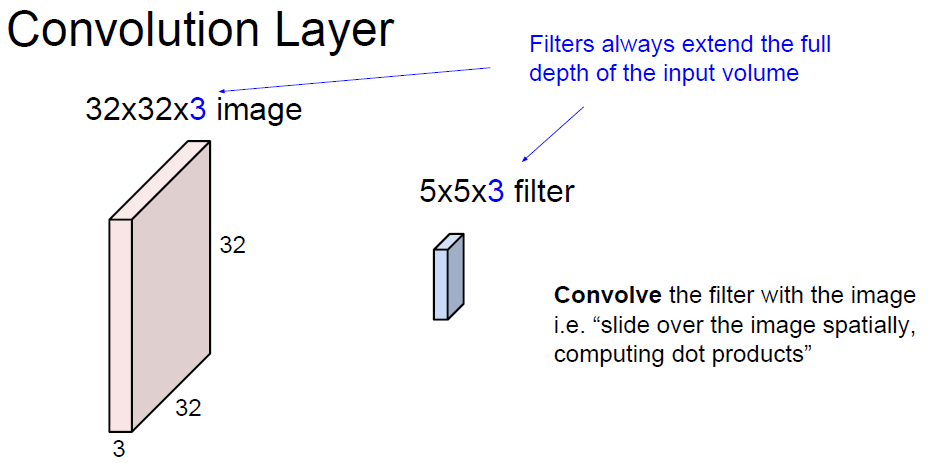 Convolution Layer
Filters always extend the full
depth of the input volume
32x32x3 image
5x5x3 filter
32
Convolve the filter with the image
i.e. “slide over the image spatially,
computing dot products”
32
3